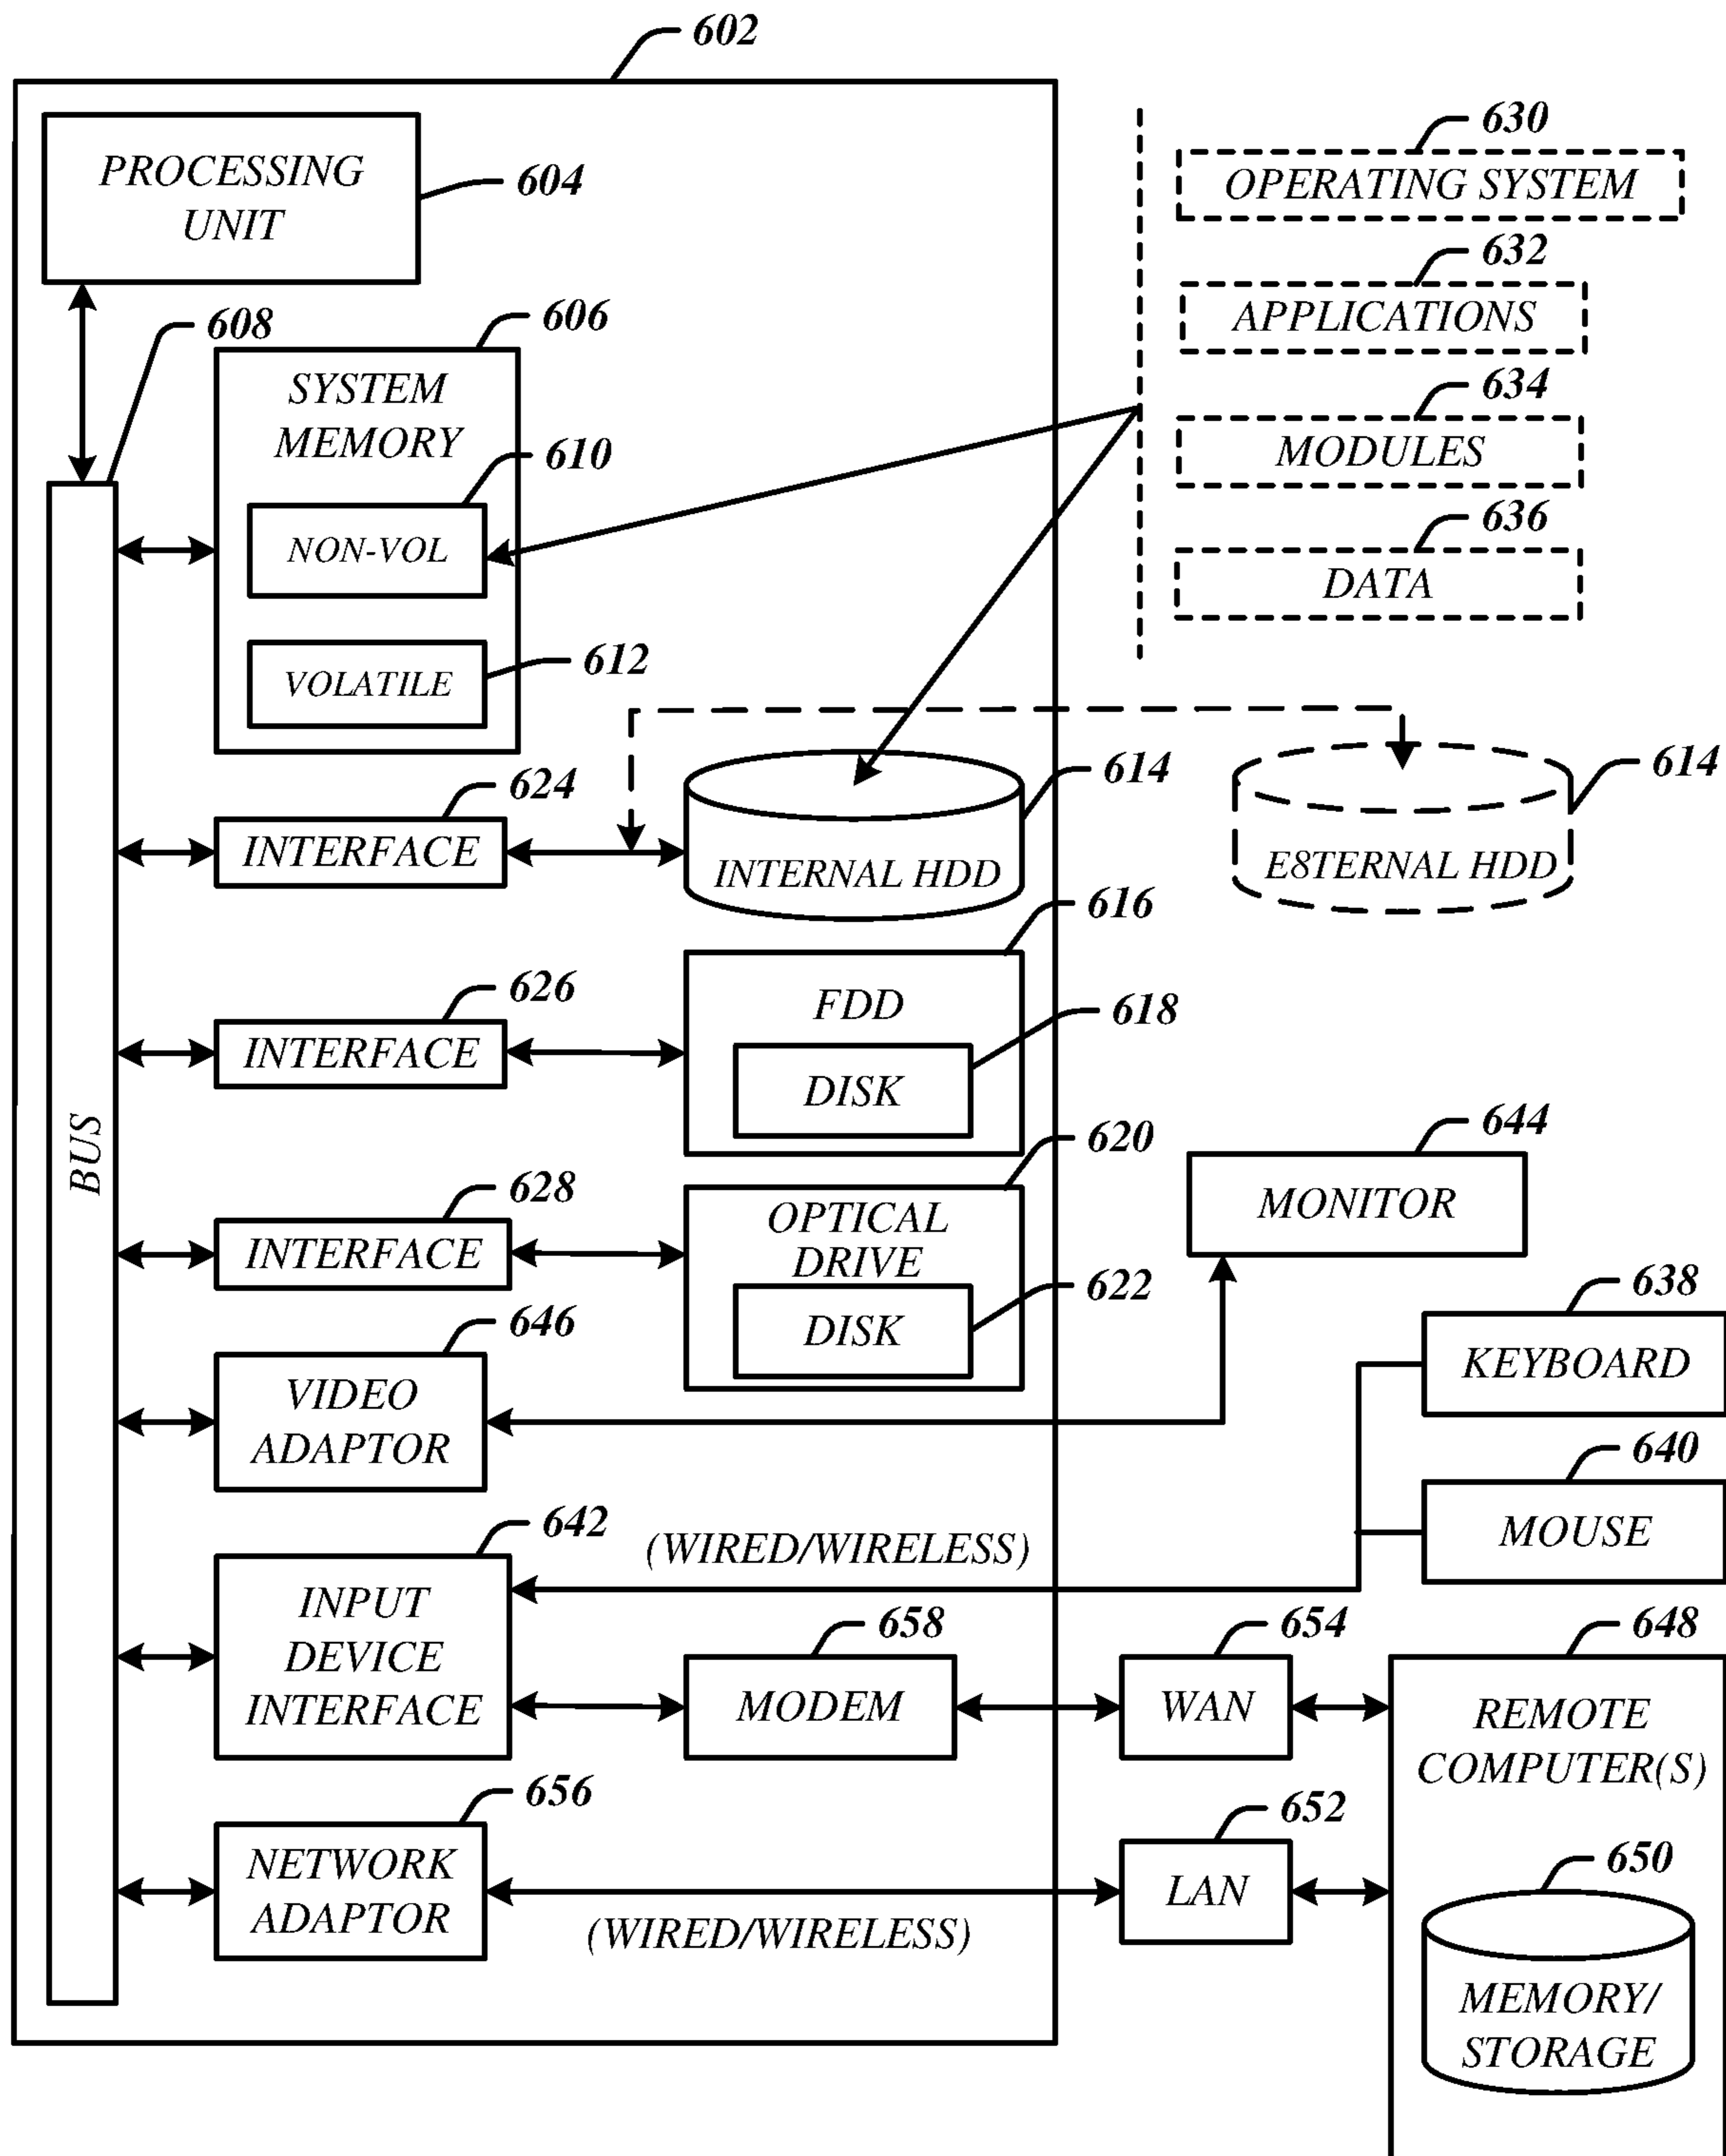 602
PROCESSING
UNIT
604
630
OPERATING SYSTEM
632
APPLICATIONS
634
MODULES
636
DATA
608
606
SYSTEM
MEMORY
610
NON-VOL
612
VOLATILE
624
INTERFACE
614
INTERNAL HDD
614
E8TERNAL HDD
616
FDD
618
DISK
626
INTERFACE
BUS
620
OPTICAL
DRIVE
622
DISK
628
INTERFACE
644
MONITOR
638
KEYBOARD
646
VIDEO
ADAPTOR
640
MOUSE
642
INPUT
DEVICE
INTERFACE
(WIRED/WIRELESS)
658
MODEM
654
WAN
648
REMOTE
COMPUTER(S)
656
NETWORK
ADAPTOR
(WIRED/WIRELESS)
652
LAN
650
MEMORY/
STORAGE